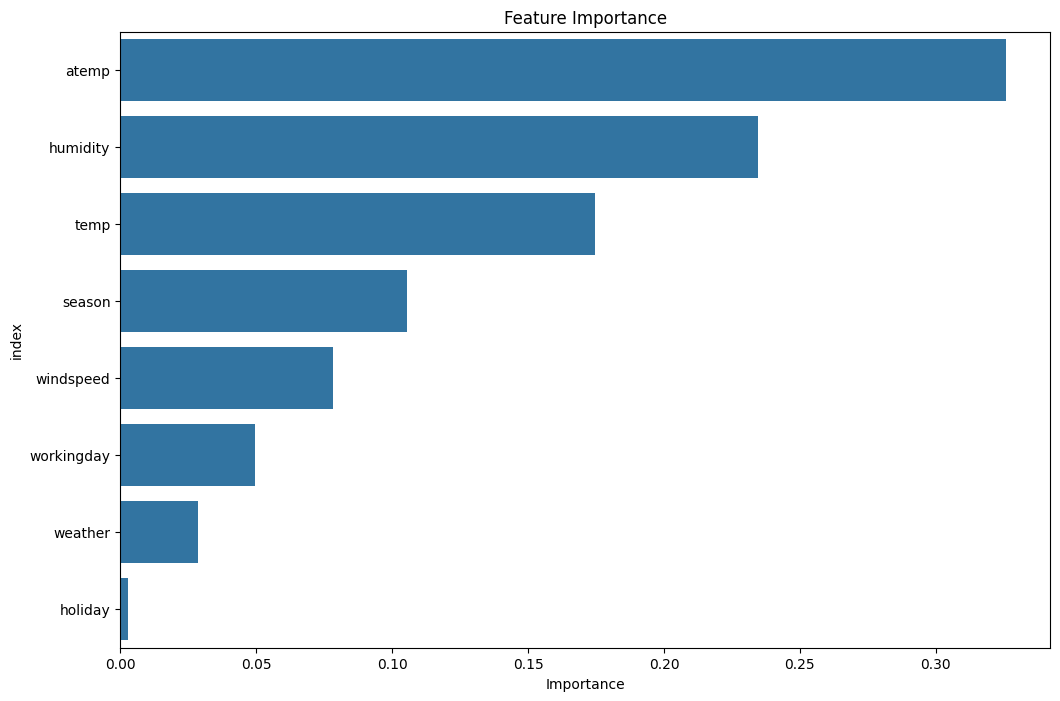 Feature Importance
atemp
humidity
temp
season
windspeed
workingday
weather
holiday
index
0.00 0.05 0.10 0.15 0.20 0.25 0.30
Importance